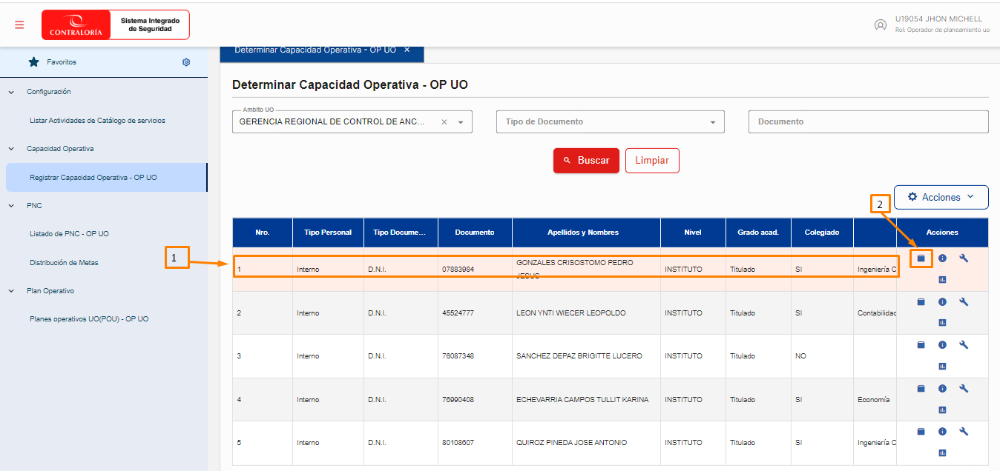 CONTRALORÍA
Sistema Integrado
de Seguridad
U19054 JHON MICHELL
Rol: Operador de planeamiento uo
Favoritos
Configuración
Listar Actividades de Catálogo de servicios
Capacidad Operativa
Registrar Capacidad Operativa - OP UO
PNC
Listado de PNC - OP UO
Distribución de Metas
Plan Operativo
Planes operativos UO(POU) - OP UO
Determinar Capacidad Operativa - OP UO ×
Determinar Capacidad Operativa - OP UO
Ambito UO
GERENCIA REGIONAL DE CONTROL DE ANC... ×
Tipo de Documento
Documento
Buscar
Limpiar
Acciones
2
1
Nro. Tipo Personal Tipo Docume... Documento Apellidos y Nombres Nivel Grado acad. Colegiado Acciones
1 Interno D.N.I. 07883984 GONZALES CRISOSTOMO PEDRO JESUS INSTITUTO Titulado SI Ingeniería C
2 Interno D.N.I. 45524777 LEON YNTI WIECER LEOPOLDO INSTITUTO Titulado SI Contabilidad
3 Interno D.N.I. 76087348 SANCHEZ DEPAZ BRIGITTE LUCERO INSTITUTO Titulado NO
4 Interno D.N.I. 76990408 ECHEVARRIA CAMPOS TULLIT KARINA INSTITUTO Titulado SI Economía
5 Interno D.N.I. 80108607 QUIROZ PINEDA JOSE ANTONIO INSTITUTO Titulado SI Ingeniería C